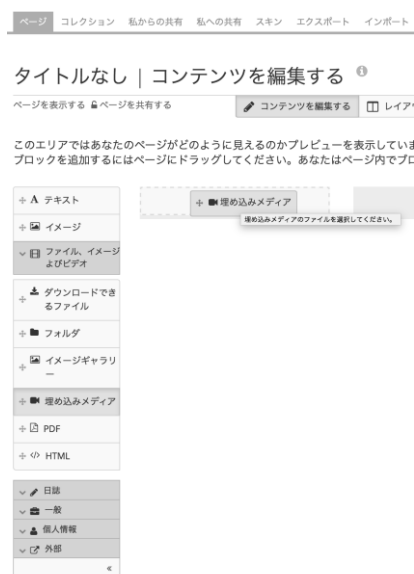 ページ コレクション 私からの共有 私への共有 スキン エクスポート インポート
タイトルなし | コンテンツを編集する
ページを表示する ページを共有する
コンテンツを編集する レイア
このエリアではあなたのページがどのように見えるのかプレビューを表示していま
ブロックを追加するにはページにドラッグしてください。あなたはページ内でブロ
A テキスト
イメージ
ファイル、イメージ
よびビデオ
ダウンロードでき
るファイル
フォルダ
イメージギャラリ
ー
埋め込みメディア
PDF
</> HTML
日誌
一般
個人情報
外部
«
埋め込みメディア
埋め込みメディアのファイルを選択してください。